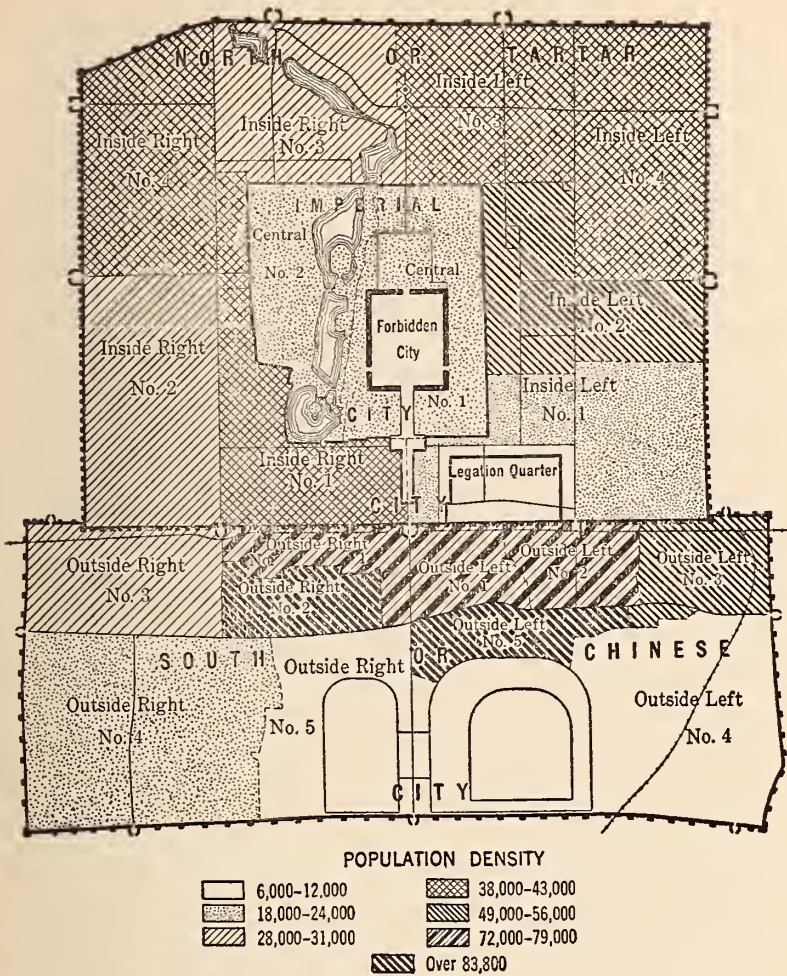 NORTH OR TARTAR
Inside Left
No. 3
Inside Right
No. 3
Inside Right
No. 4
Inside Left
No. 4
IMPERIAL
Central
No. 2
Central
No. 1
Forbidden
City
CITY
Inside Left
No. 2
Inside Right
No. 2
Inside Left
No. 1
Inside Right
No. 1
Legation Quarter
CITY
Outside Right
Outside Right
No. 2
Outside Left
No. 1
Outside Left
No. 2
Outside Left
No. 3
Outside Right
No. 3
Outside Left
No. 5
SOUTH OR CHINESE
Outside Right
No. 5
Outside Right
No. 4
Outside Left
No. 4
CITY
POPULATION DENSITY
6,000–12,000
18,000–24,000
28,000–31,000
38,000–43,000
49,000–56,000
72,000–79,000
Over 83,800